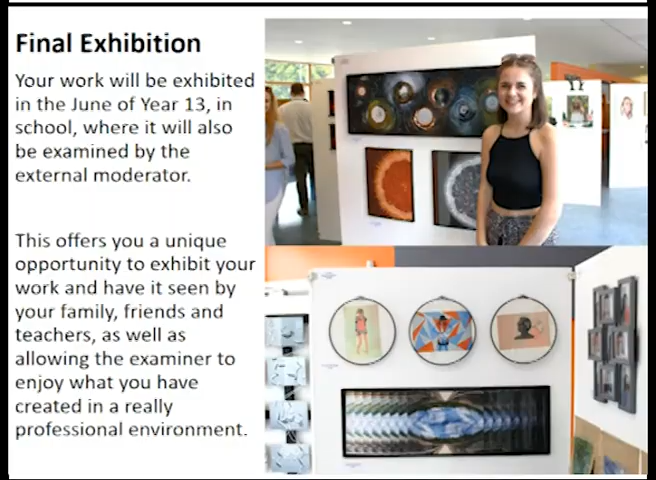 Final Exhibition
Your work will be exhibited
in the June of Year 13, in
school, where it will also
be examined by the
external moderator.
This offers you a unique
opportunity to exhibit your
work and have it seen by
your family, friends and
teachers, as well as
allowing the examiner to
enjoy what you have
created in a really
professional environment.